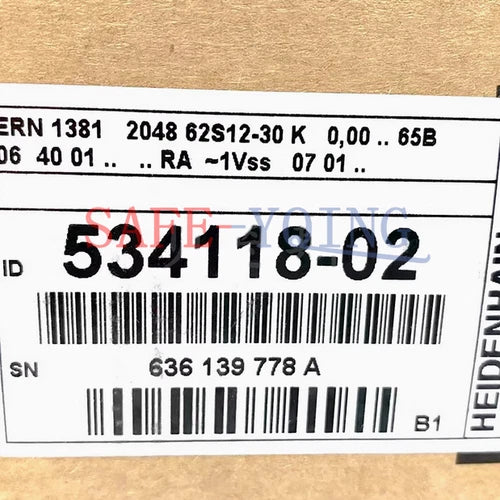 ERN 1381 2048 62S12-30 K 0,00 .. 65B
06 40 01 .. .. RA ~1Vss 07 01 ..
ID 534118-02
SN 636 139 778 A
B1
HEIDENHAIN
SAFE-YQING